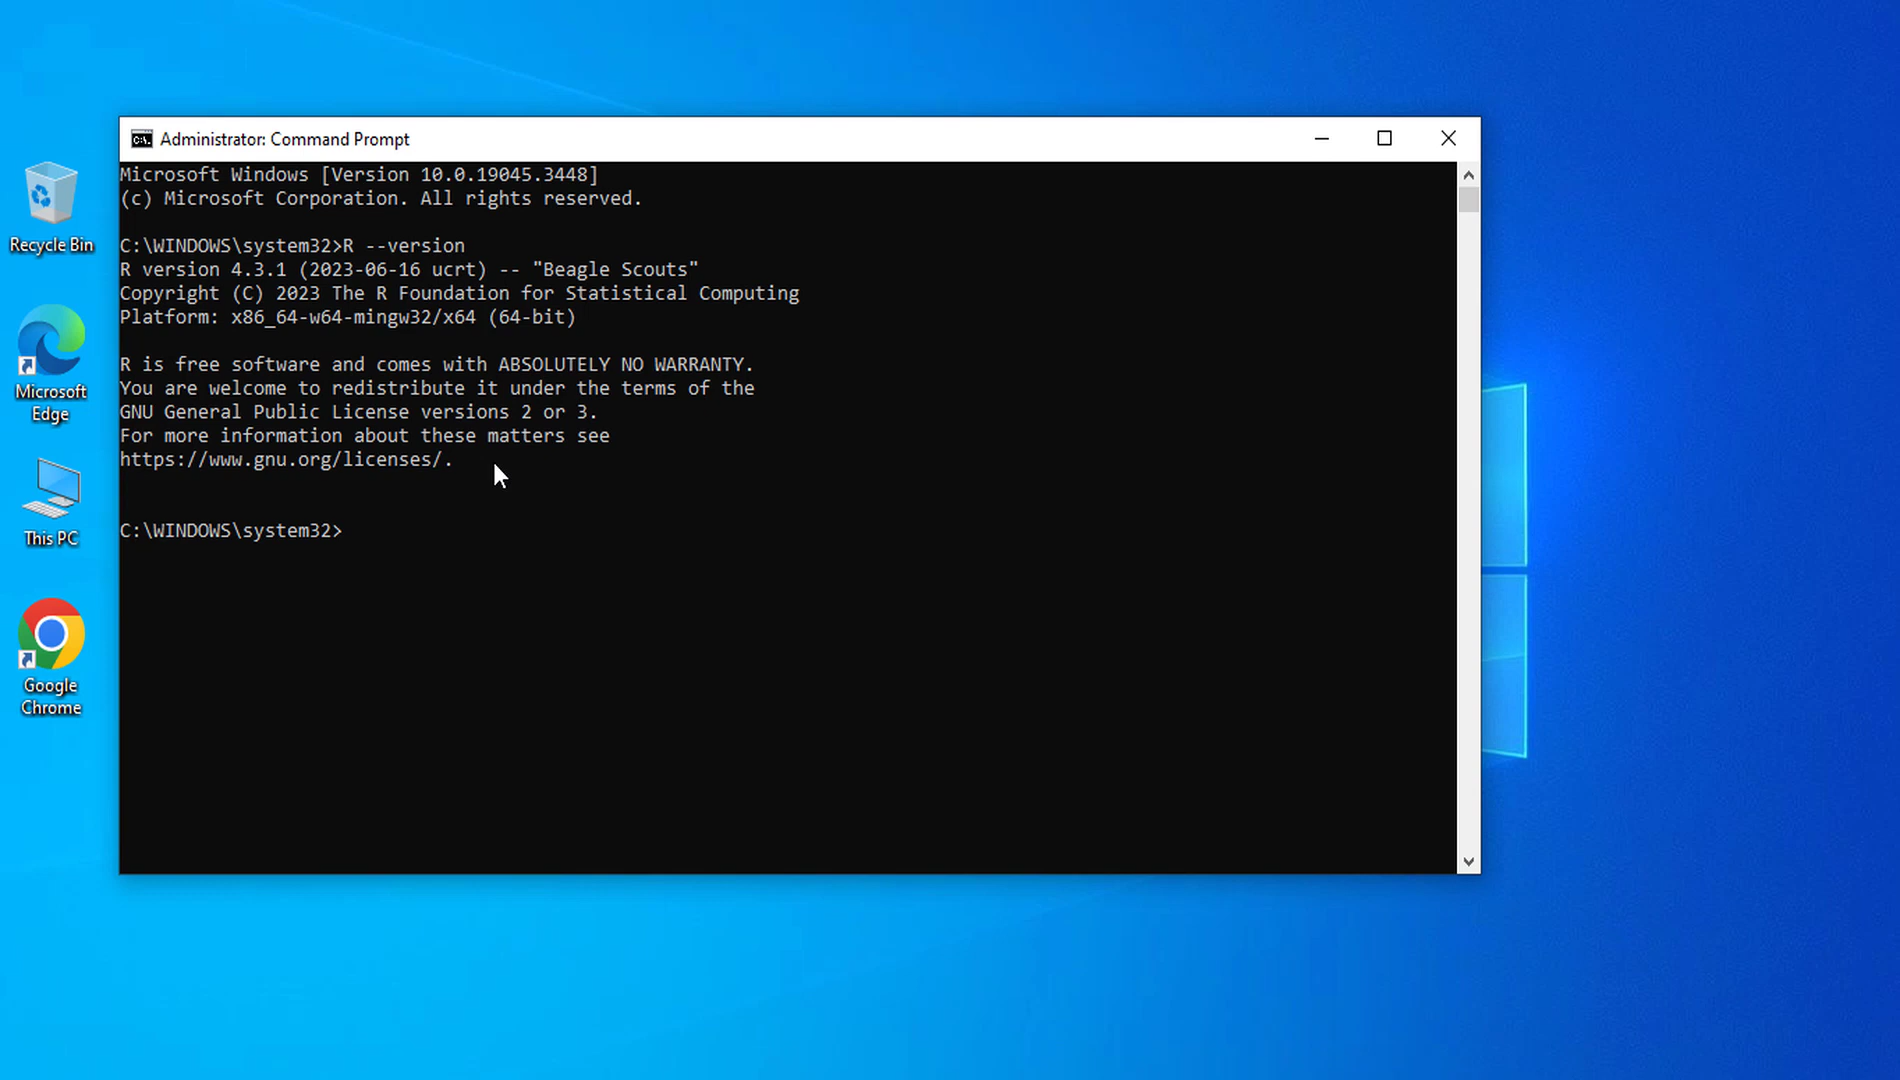 Administrator: Command Prompt
Microsoft Windows [Version 10.0.19045.3448]
(c) Microsoft Corporation. All rights reserved.
C:\WINDOWS\system32>R --version
R version 4.3.1 (2023-06-16 ucrt) -- "Beagle Scouts"
Copyright (C) 2023 The R Foundation for Statistical Computing
Platform: x86_64-w64-mingw32/x64 (64-bit)
R is free software and comes with ABSOLUTELY NO WARRANTY.
You are welcome to redistribute it under the terms of the
GNU General Public License versions 2 or 3.
For more information about these matters see
https://www.gnu.org/licenses/.
C:\WINDOWS\system32>
Recycle Bin
Microsoft
Edge
This PC
Google
Chrome